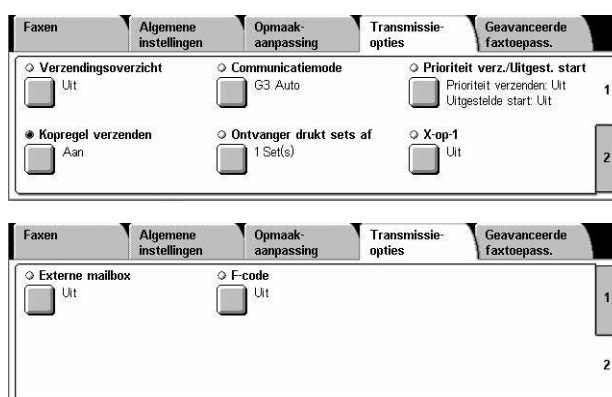 Faxen Algemene instellingen Opmaak- aanpassing Transmissie- opties Geavanceerde faxtoepass.
Verzendingsoverzicht Communicatiemode Prioriteit verz./Uitgest. start
Uit G3 Auto Prioriteit verzenden: Uit
Uitgestelde start: Uit
1
Kopregel verzenden Ontvanger drukt sets af X-op-1
Aan 1 Set(s) Uit
2
Faxen Algemene instellingen Opmaak- aanpassing Transmissie- opties Geavanceerde faxtoepass.
Externe mailbox F-code
Uit Uit
1
2